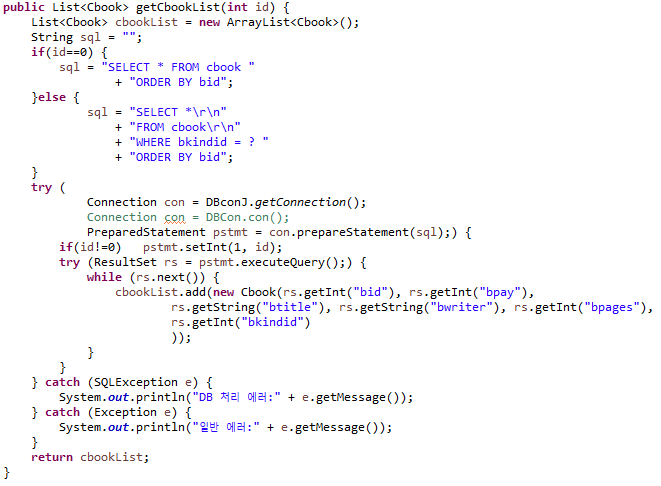 public List<Cbook> getCbookList(int id) {
    List<Cbook> cbookList = new ArrayList<Cbook>();
    String sql = "";
    if(id==0) {
        sql = "SELECT * FROM cbook "
                + "ORDER BY bid";
    }else {
            sql = "SELECT *\r\n"
                + "FROM cbook\r\n"
                + "WHERE bkindid = ? "
                + "ORDER BY bid";
    }
    try (
            Connection con = DBconJ.getConnection();
            Connection con = DBCon.con();
            PreparedStatement pstmt = con.prepareStatement(sql);) {
        if(id!=0)   pstmt.setInt(1, id);
        try (ResultSet rs = pstmt.executeQuery();) {
            while (rs.next()) {
                cbookList.add(new Cbook(rs.getInt("bid"), rs.getInt("bpay"),
                        rs.getString("btitle"), rs.getString("bwriter"), rs.getInt("bpages"),
                        rs.getInt("bkindid")
                        ));
            }
        }
    } catch (SQLException e) {
        System.out.println("DB 처리 에러:" + e.getMessage());
    } catch (Exception e) {
        System.out.println("일반 에러:" + e.getMessage());
    }
    return cbookList;
}